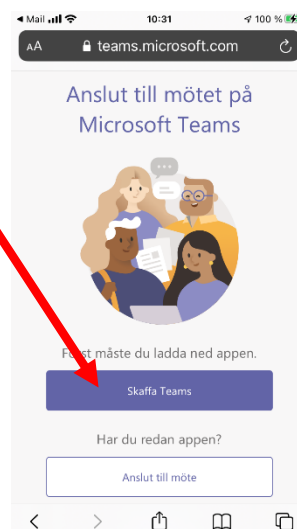 Mail 10:31 100 %
AA teams.microsoft.com
Anslut till mötet på
Microsoft Teams
Först måste du ladda ned appen.
Skaffa Teams
Har du redan appen?
Anslut till möte